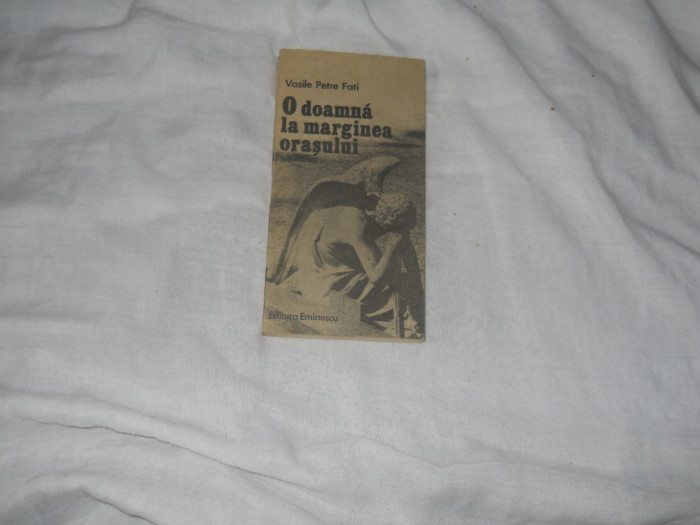 Vasile Petre Fati
O doamnă
la marginea
orașului
Editura Eminescu